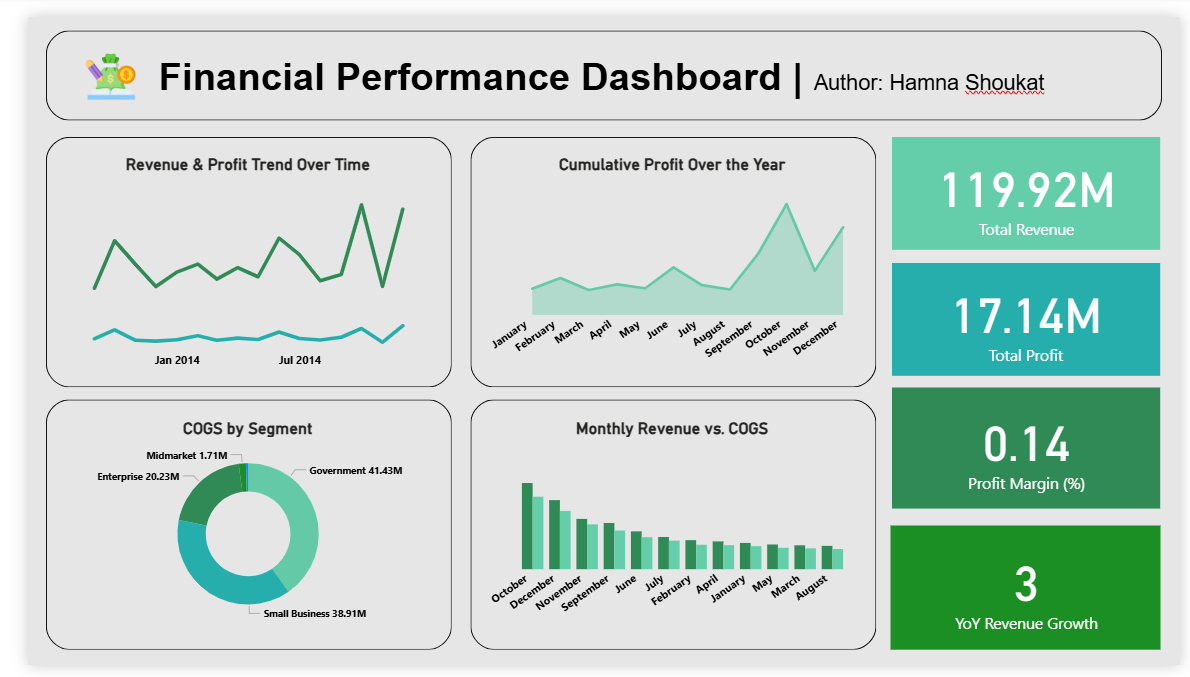 Financial Performance Dashboard | Author: Hamna Shoukat
Revenue & Profit Trend Over Time
Jan 2014
Jul 2014
Cumulative Profit Over the Year
January
February
March
April
May
June
July
August
September
October
November
December
119.92M
Total Revenue
17.14M
Total Profit
0.14
Profit Margin (%)
3
YoY Revenue Growth
COGS by Segment
Midmarket 1.71M
Enterprise 20.23M
Government 41.43M
Small Business 38.91M
Monthly Revenue vs. COGS
October
December
November
September
June
July
February
April
January
May
March
August